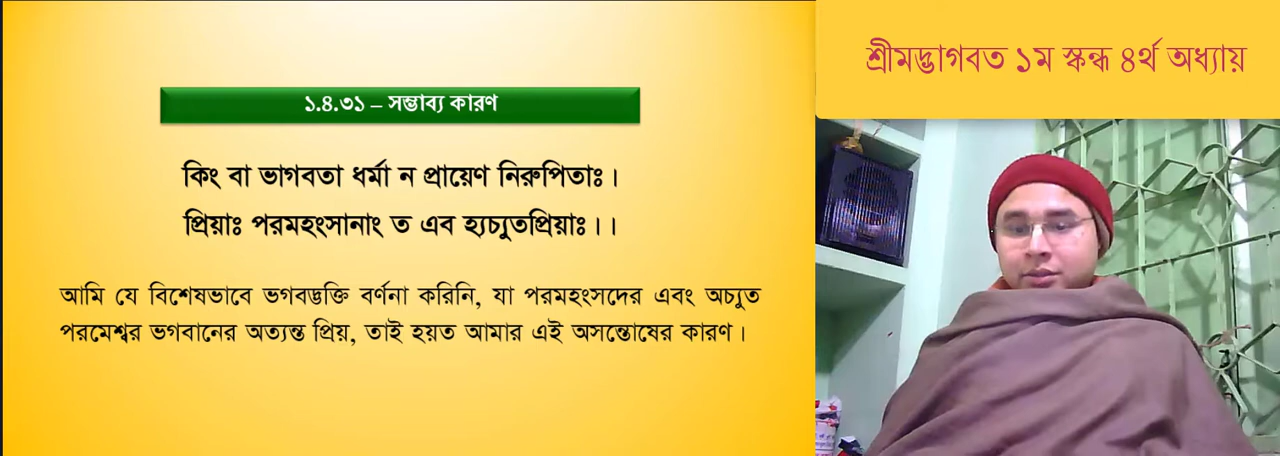 ১.৪.৩১ – সম্ভাব্য কারণ
কিং বা ভাগবতা ধর্মা ন প্রায়েণ নিরুপিতাঃ।
প্রিয়াঃ পরমহংসানাং ত এব হ্যচ্যুতপ্রিয়াঃ।।
আমি যে বিশেষভাবে ভগবদ্ভক্তি বর্ণনা করিনি, যা পরমহংসদের এবং অচ্যুত
পরমেশ্বর ভগবানের অত্যন্ত প্রিয়, তাই হয়ত আমার এই অসন্তোষের কারণ।
শ্রীমদ্ভাগবত ১ম স্কন্ধ ৪র্থ অধ্যায়